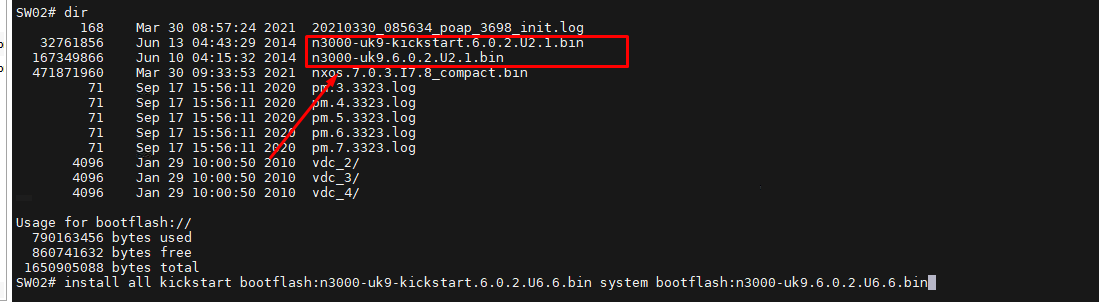 SW02# dir
168 Mar 30 08:57:24 2021 20210330_085634_poap_3698_init.log
32761856 Jun 13 04:43:29 2014 n3000-uk9-kickstart.6.0.2.U2.1.bin
167349866 Jun 10 04:15:32 2014 n3000-uk9.6.0.2.U2.1.bin
471871960 Mar 30 09:33:53 2021 nxos.7.0.3.I7.8_compact.bin
71 Sep 17 15:56:11 2020 pm.3.3323.log
71 Sep 17 15:56:11 2020 pm.4.3323.log
71 Sep 17 15:56:11 2020 pm.5.3323.log
71 Sep 17 15:56:11 2020 pm.6.3323.log
71 Sep 17 15:56:11 2020 pm.7.3323.log
4096 Jan 29 10:00:50 2010 vdc_2/
4096 Jan 29 10:00:50 2010 vdc_3/
4096 Jan 29 10:00:50 2010 vdc_4/
Usage for bootflash://
790163456 bytes used
860741632 bytes free
1650905088 bytes total
SW02# install all kickstart bootflash:n3000-uk9-kickstart.6.0.2.U6.6.bin system bootflash:n3000-uk9.6.0.2.U6.6.bin